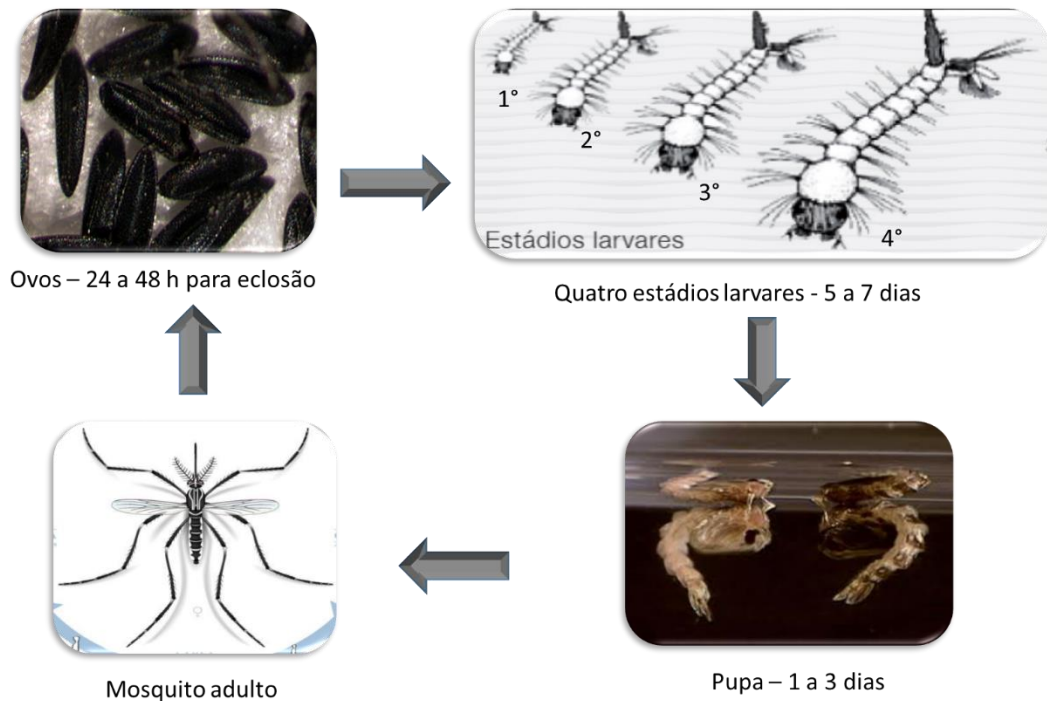 1°
2°
3°
4°
Estádios larvares
Ovos – 24 a 48 h para eclosão
Quatro estádios larvares - 5 a 7 dias
Mosquito adulto
Pupa – 1 a 3 dias